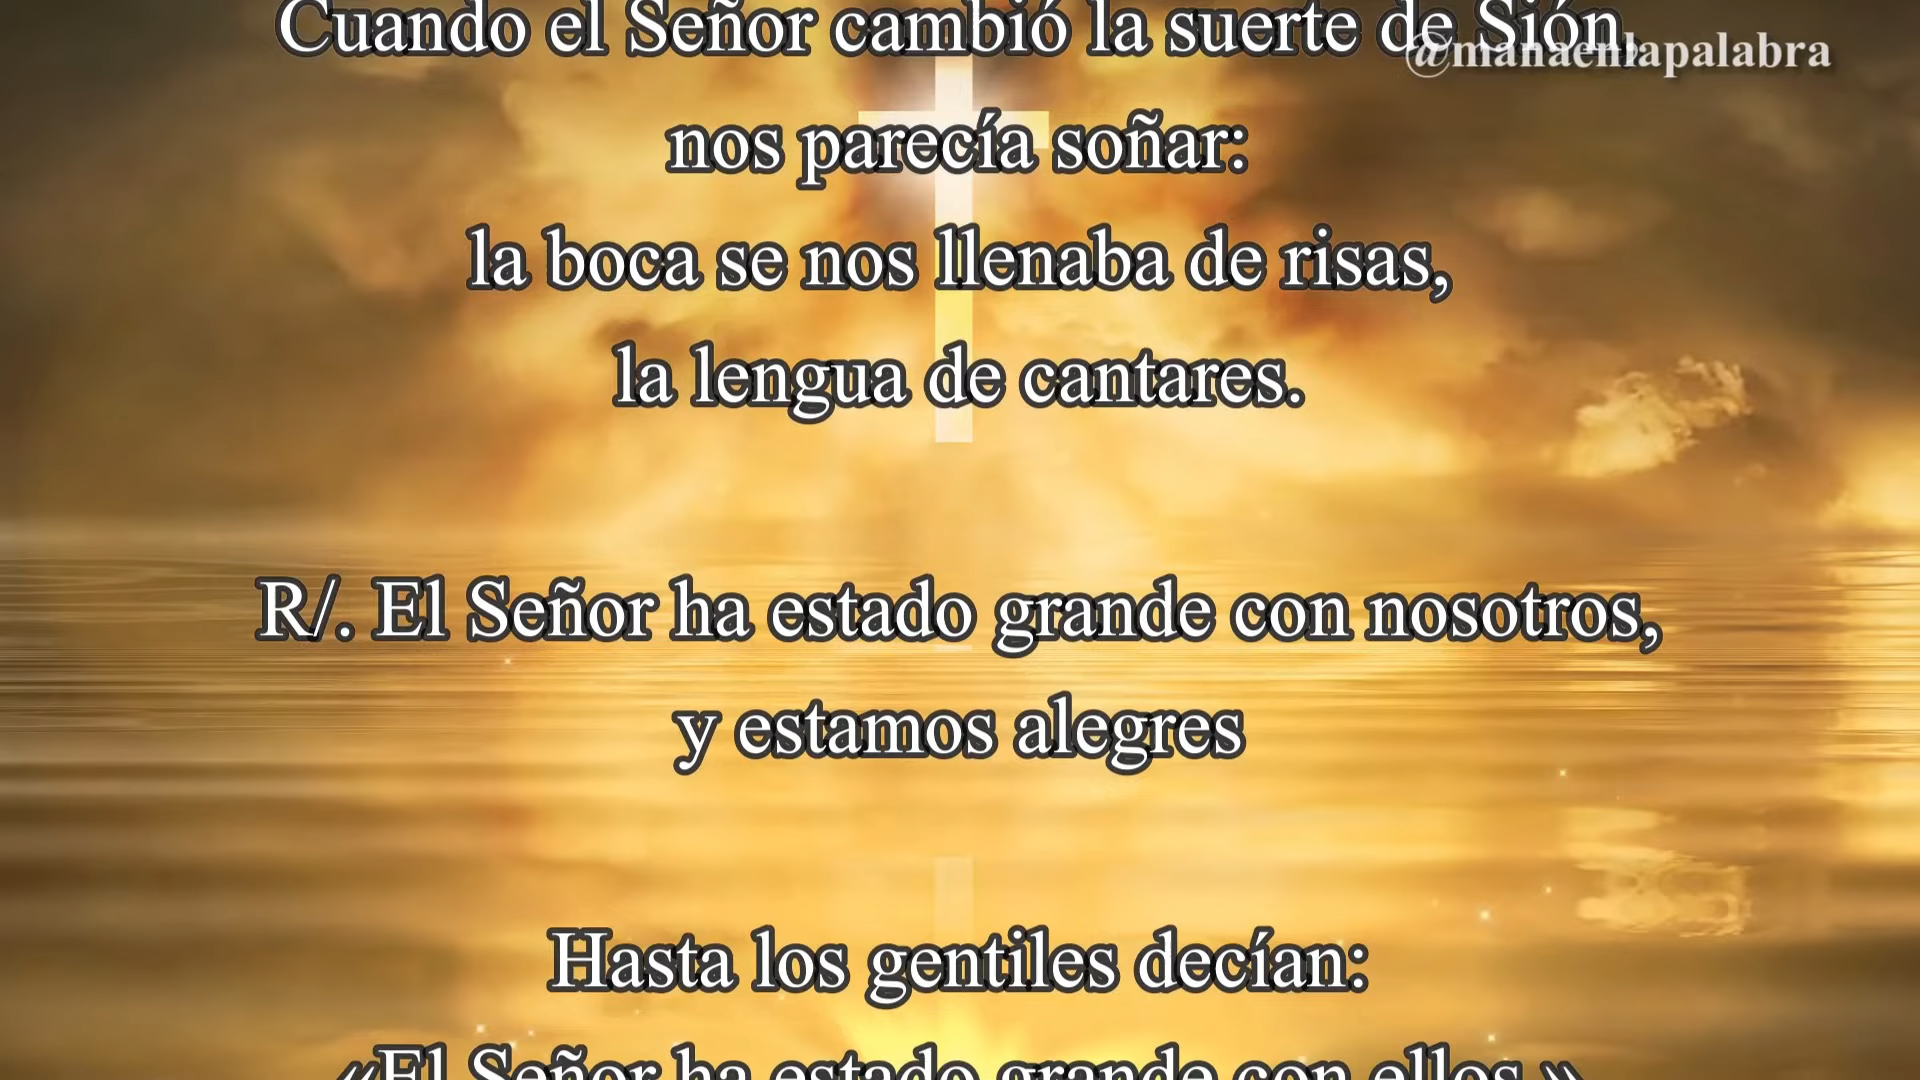 Cuando el Señor cambió la suerte de Sión,
@manaenlapalabra
nos parecía soñar:
la boca se nos llenaba de risas,
la lengua de cantares.
R/. El Señor ha estado grande con nosotros,
y estamos alegres
Hasta los gentiles decían:
«El Señor ha estado grande con ellos.»